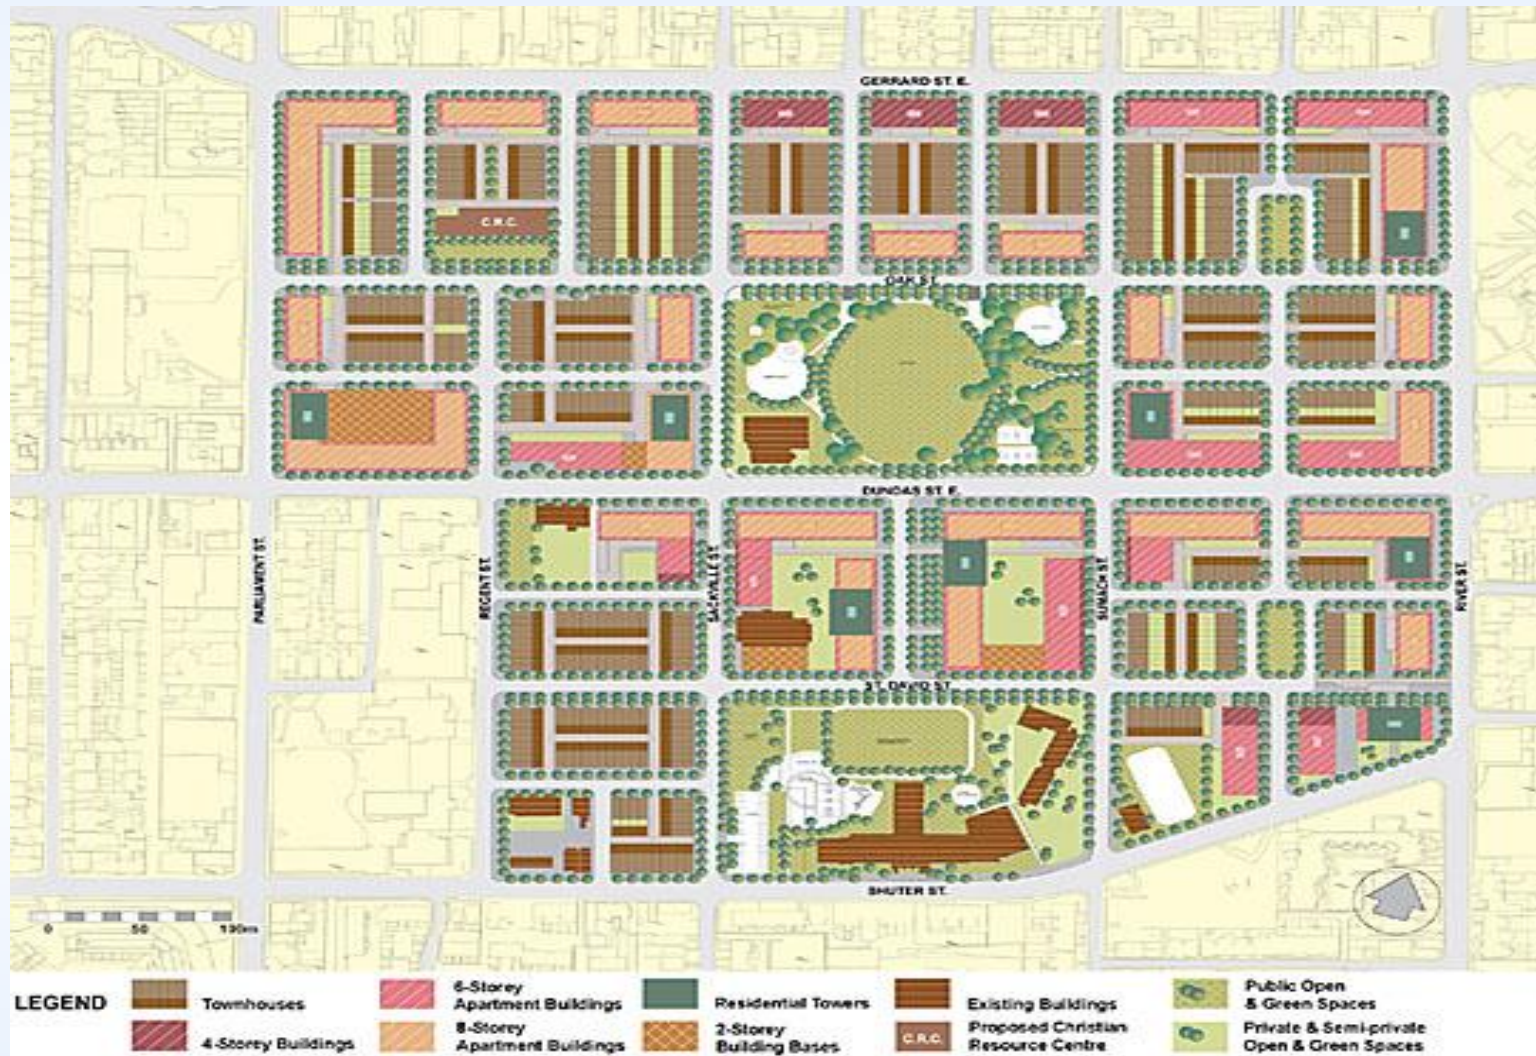 GERRARD ST. E.
C.R.C.
OAK ST.
DUNDAS ST. E.
PARLIAMENT ST.
REGENT ST.
SACKVILLE ST.
SUMACH ST.
RIVER ST.
ST. DAVID ST.
SHUTER ST.
0 50 100m
LEGEND
Townhouses
4-Storey Buildings
6-Storey
Apartment Buildings
8-Storey
Apartment Buildings
Residential Towers
2-Storey
Building Bases
Existing Buildings
C.R.C.
Proposed Christian
Resource Centre
Public Open
& Green Spaces
Private & Semi-private
Open & Green Spaces